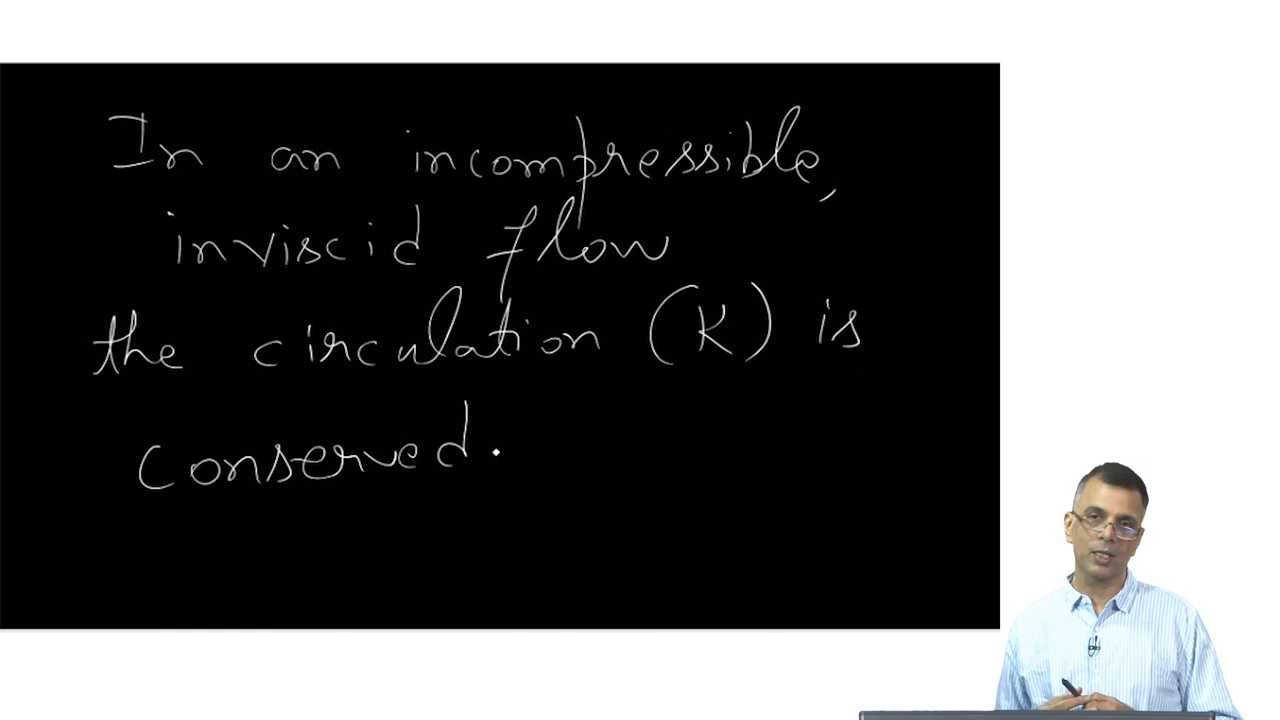 In an incompressible,
inviscid flow
the circulation (K) is
conserved.